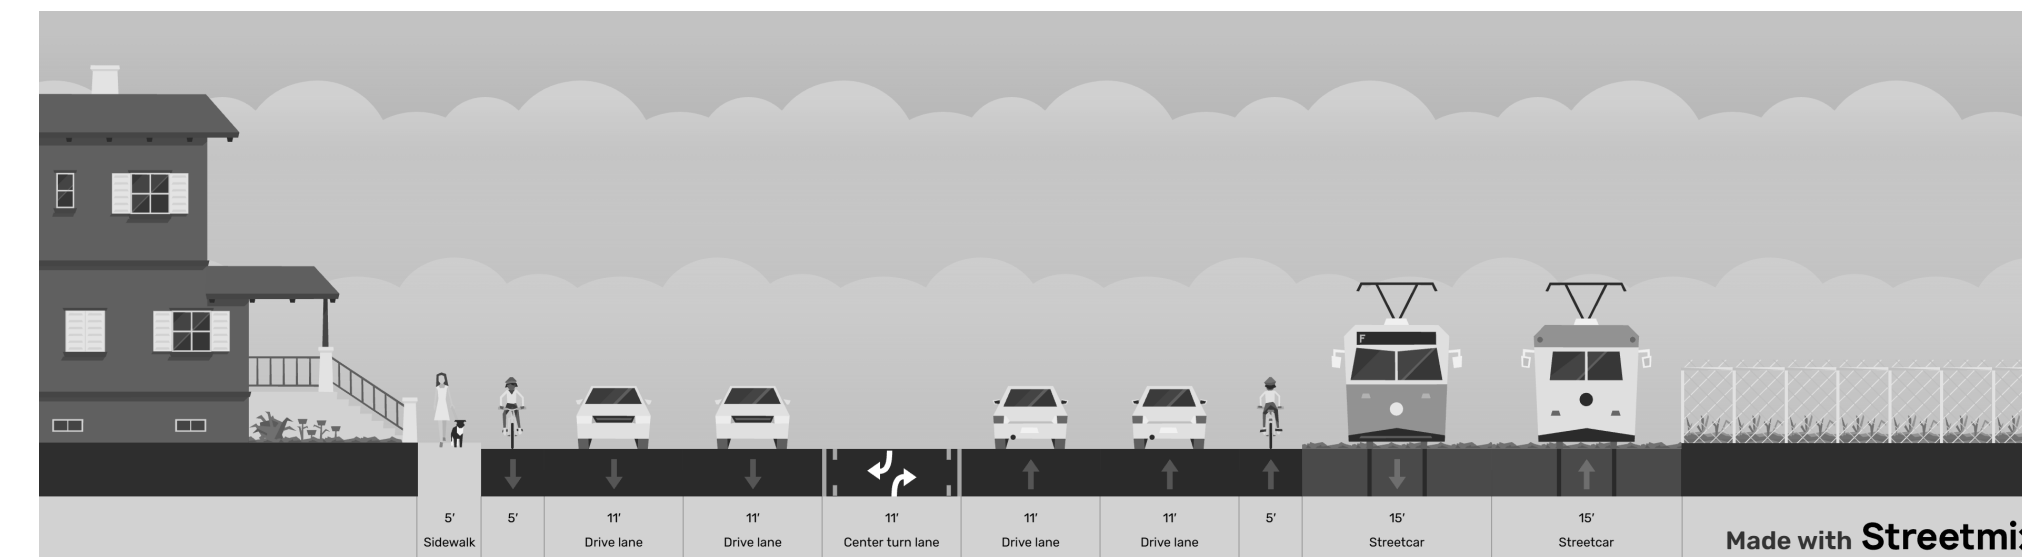 F
5′ 5′ 11′ 11′ 11′ 11′ 11′ 5′ 15′ 15′
Sidewalk Drive lane Drive lane Center turn lane Drive lane Drive lane Streetcar Streetcar
Made with Streetmix